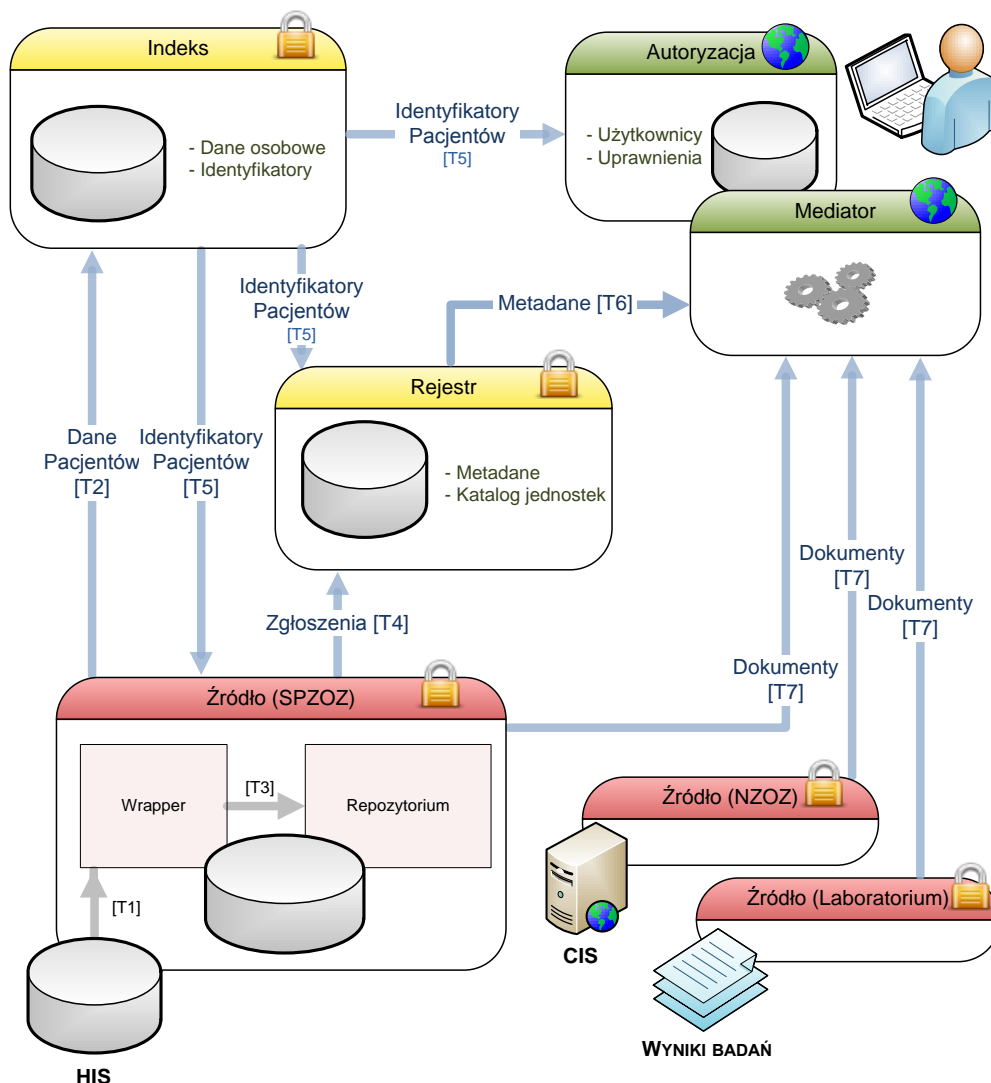 Indeks
- Dane osobowe
- Identyfikatory
Identyfikatory
Pacjentów
[T5]
Autoryzacja
- Użytkownicy
- Uprawnienia
Mediator
Identyfikatory
Pacjentów
[T5]
Metadane [T6]
Rejestr
- Metadane
- Katalog jednostek
Dane
Pacjentów
[T2]
Identyfikatory
Pacjentów
[T5]
Zgłoszenia [T4]
Dokumenty
[T7]
Dokumenty
[T7]
Dokumenty
[T7]
Źródło (SPZOZ)
Wrapper
[T3]
Repozytorium
[T1]
HIS
Źródło (NZOZ)
CIS
Źródło (Laboratorium)
WYNIKI BADAŃ